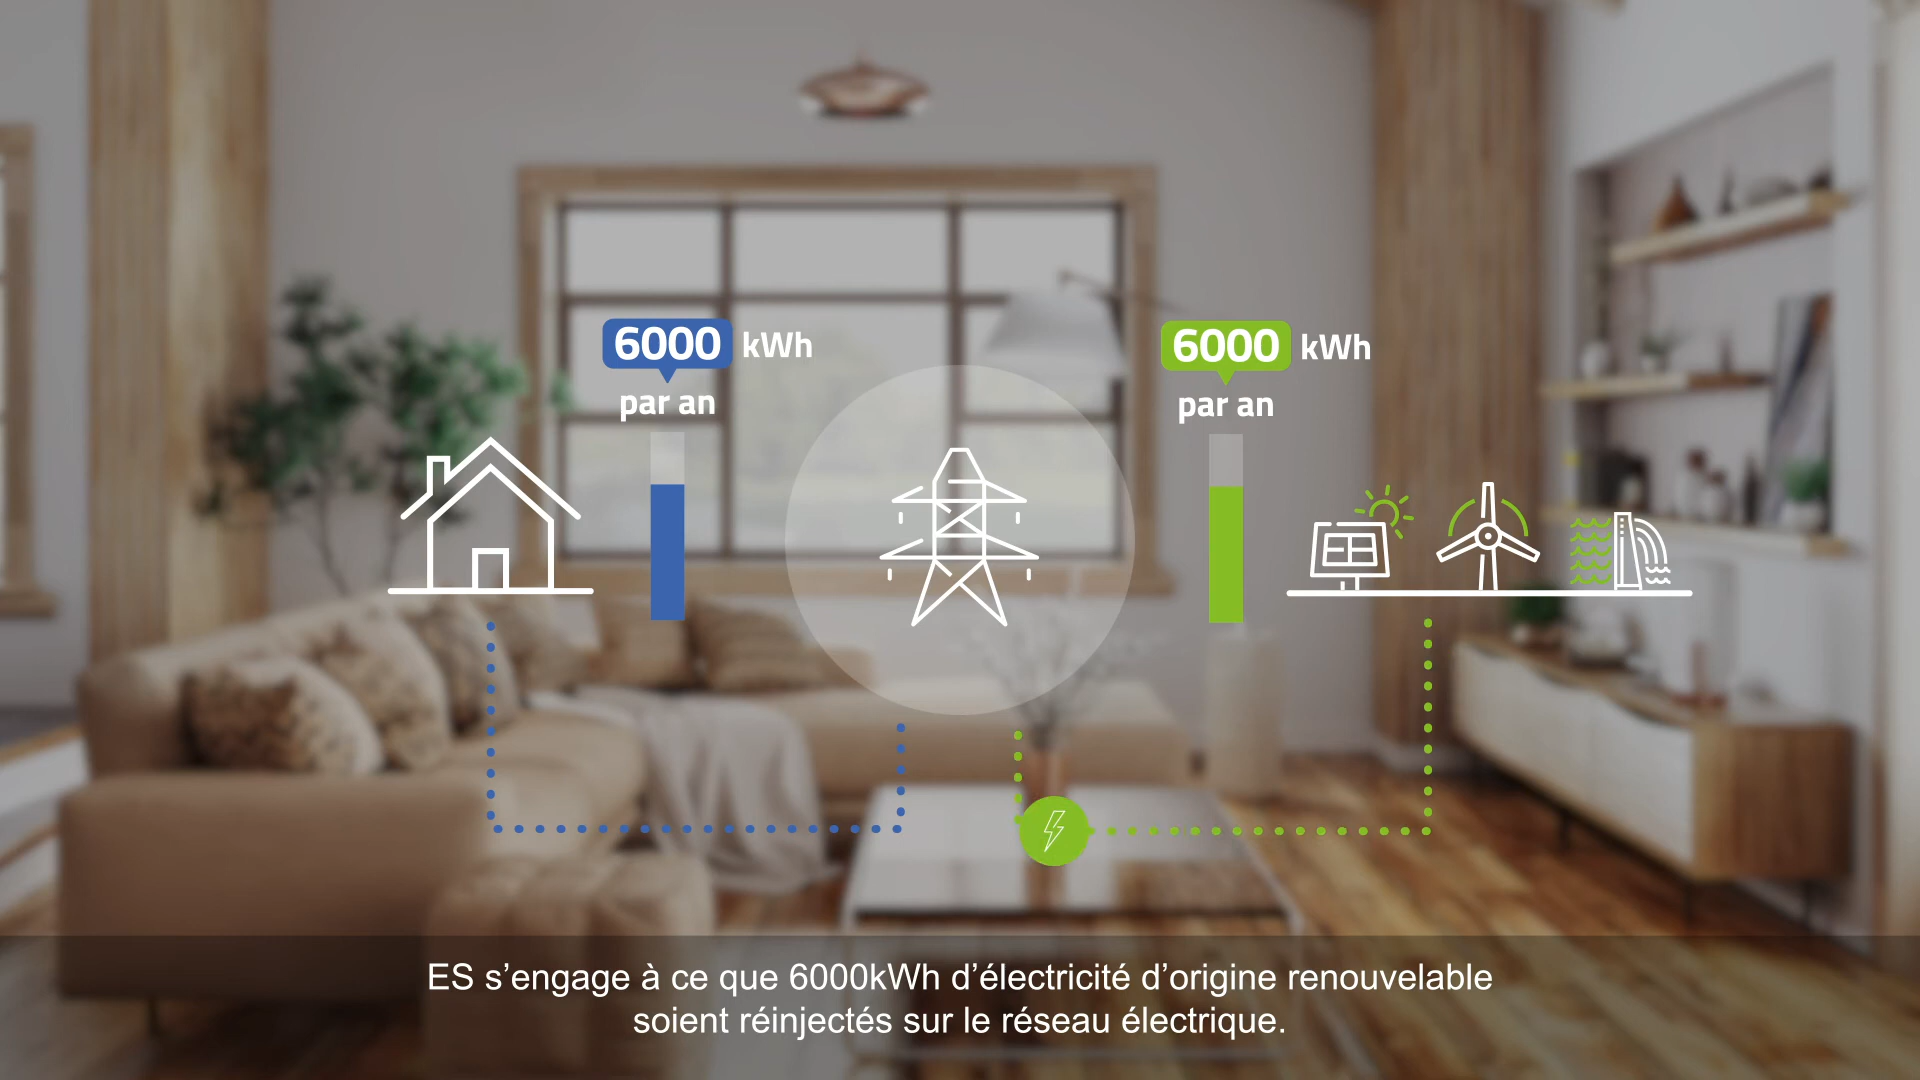 6000 kWh
par an
6000 kWh
par an
ES s’engage à ce que 6000kWh d’électricité d’origine renouvelable
soient réinjectés sur le réseau électrique.